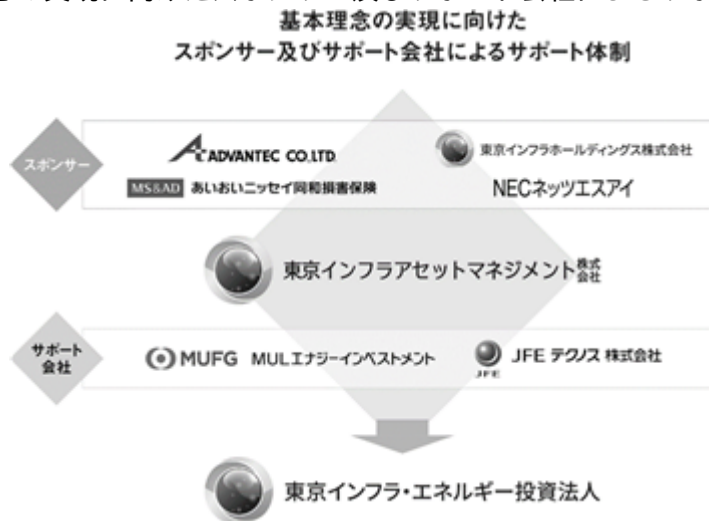 基本理念の実現に向けた
スポンサー及びサポート会社によるサポート体制
スポンサー
ADVANTEC CO.,LTD.
東京インフラホールディングス株式会社
MS&AD あいおいニッセイ同和損害保険
NECネッツエスアイ
東京インフラアセットマネジメント株式会社
サポート
会社
MUFG MULエナジーインベストメント
JFE JFE テクノス 株式会社
東京インフラ・エネルギー投資法人